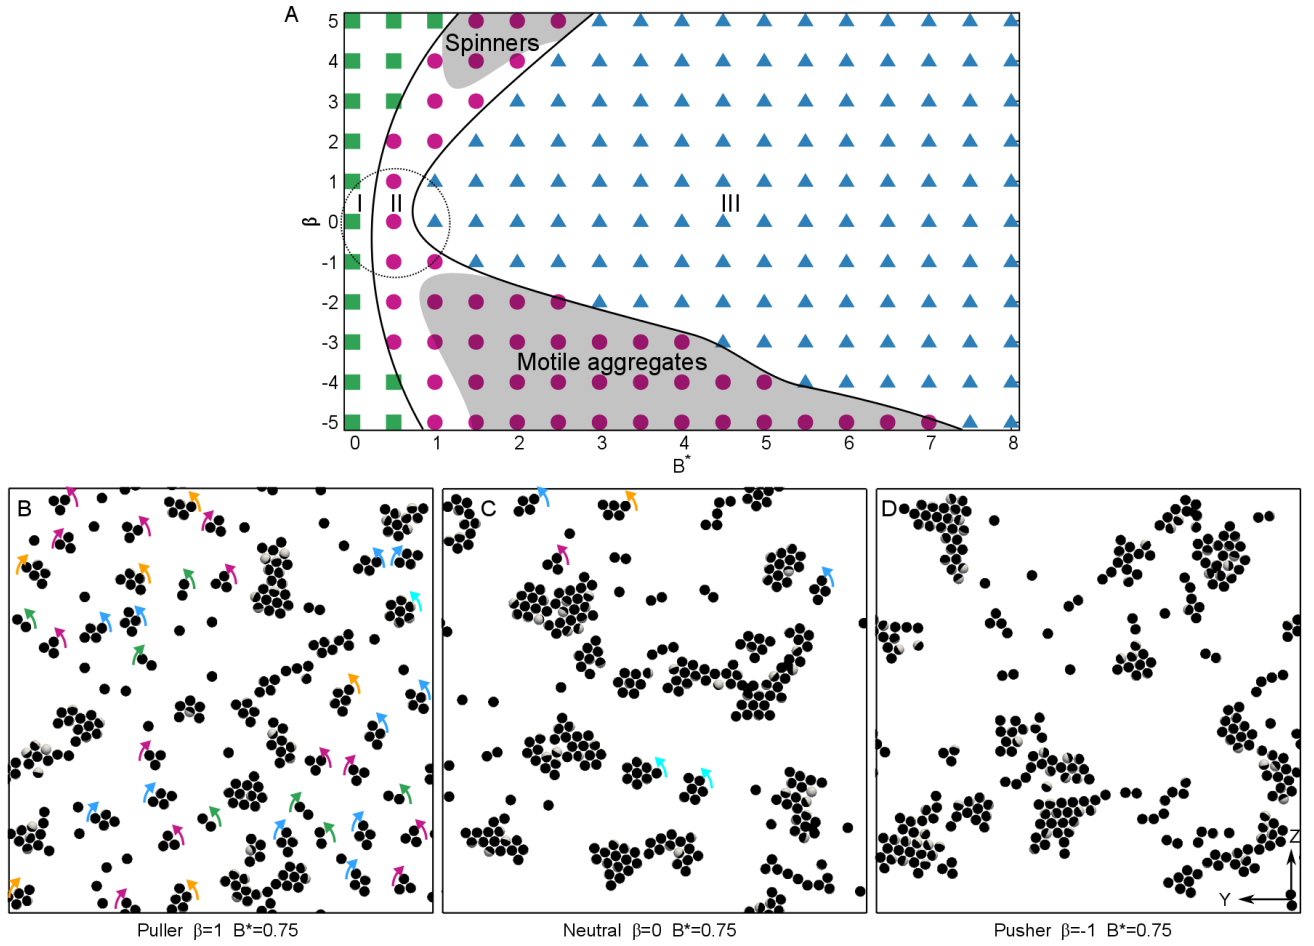 A
5
Spinners
4
3
2
1
I II III
β
0
-1
-2
-3
Motile aggregates
-4
-5
0 1 2 3 4 5 6 7 8
B*
B C D
Z
Y
Puller β=1 B*=0.75 Neutral β=0 B*=0.75 Pusher β=-1 B*=0.75